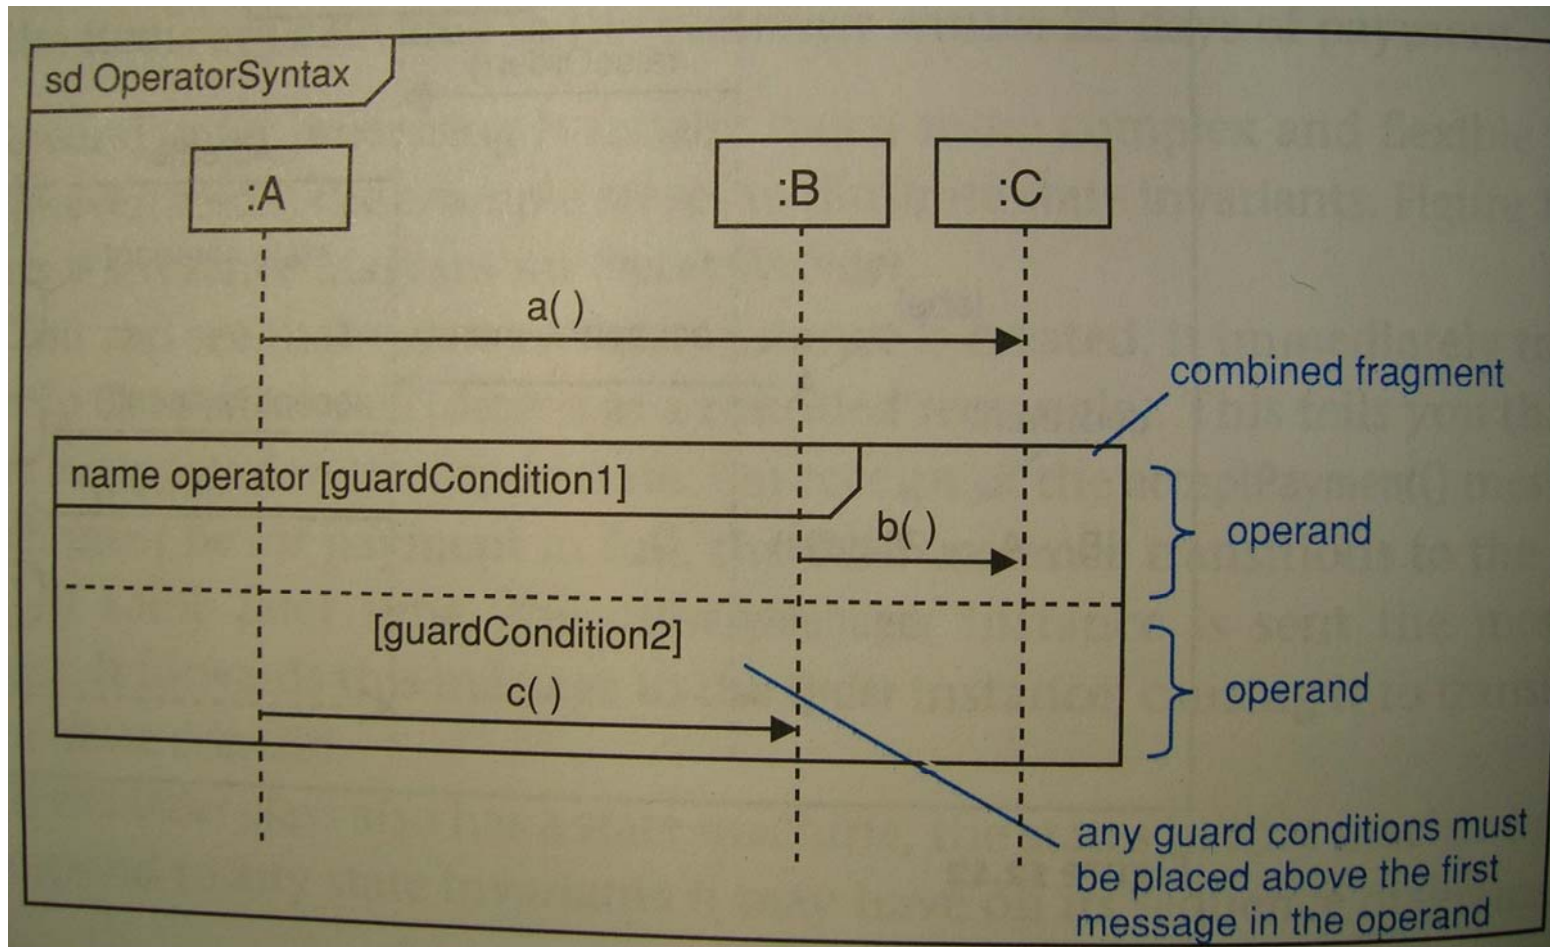 sd OperatorSyntax
:A
:B
:C
a( )
combined fragment
name operator [guardCondition1]
b( )
operand
[guardCondition2]
c( )
operand
any guard conditions must
be placed above the first
message in the operand